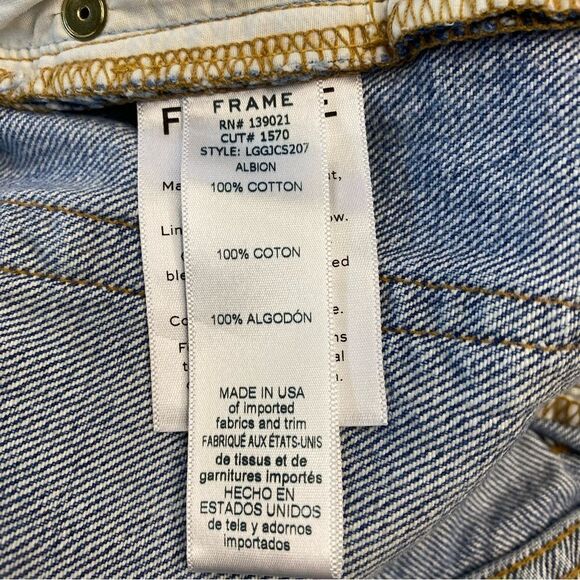 FRAME
RN# 139021
CUT# 1570
STYLE: LGGJCS207
ALBION
100% COTTON
100% COTON
100% ALGODÓN
MADE IN USA
of imported
fabrics and trim
FABRIQUÉ AUX ÉTATS-UNIS
de tissus et de
garnitures importés
HECHO EN
ESTADOS UNIDOS
de tela y adornos
importados